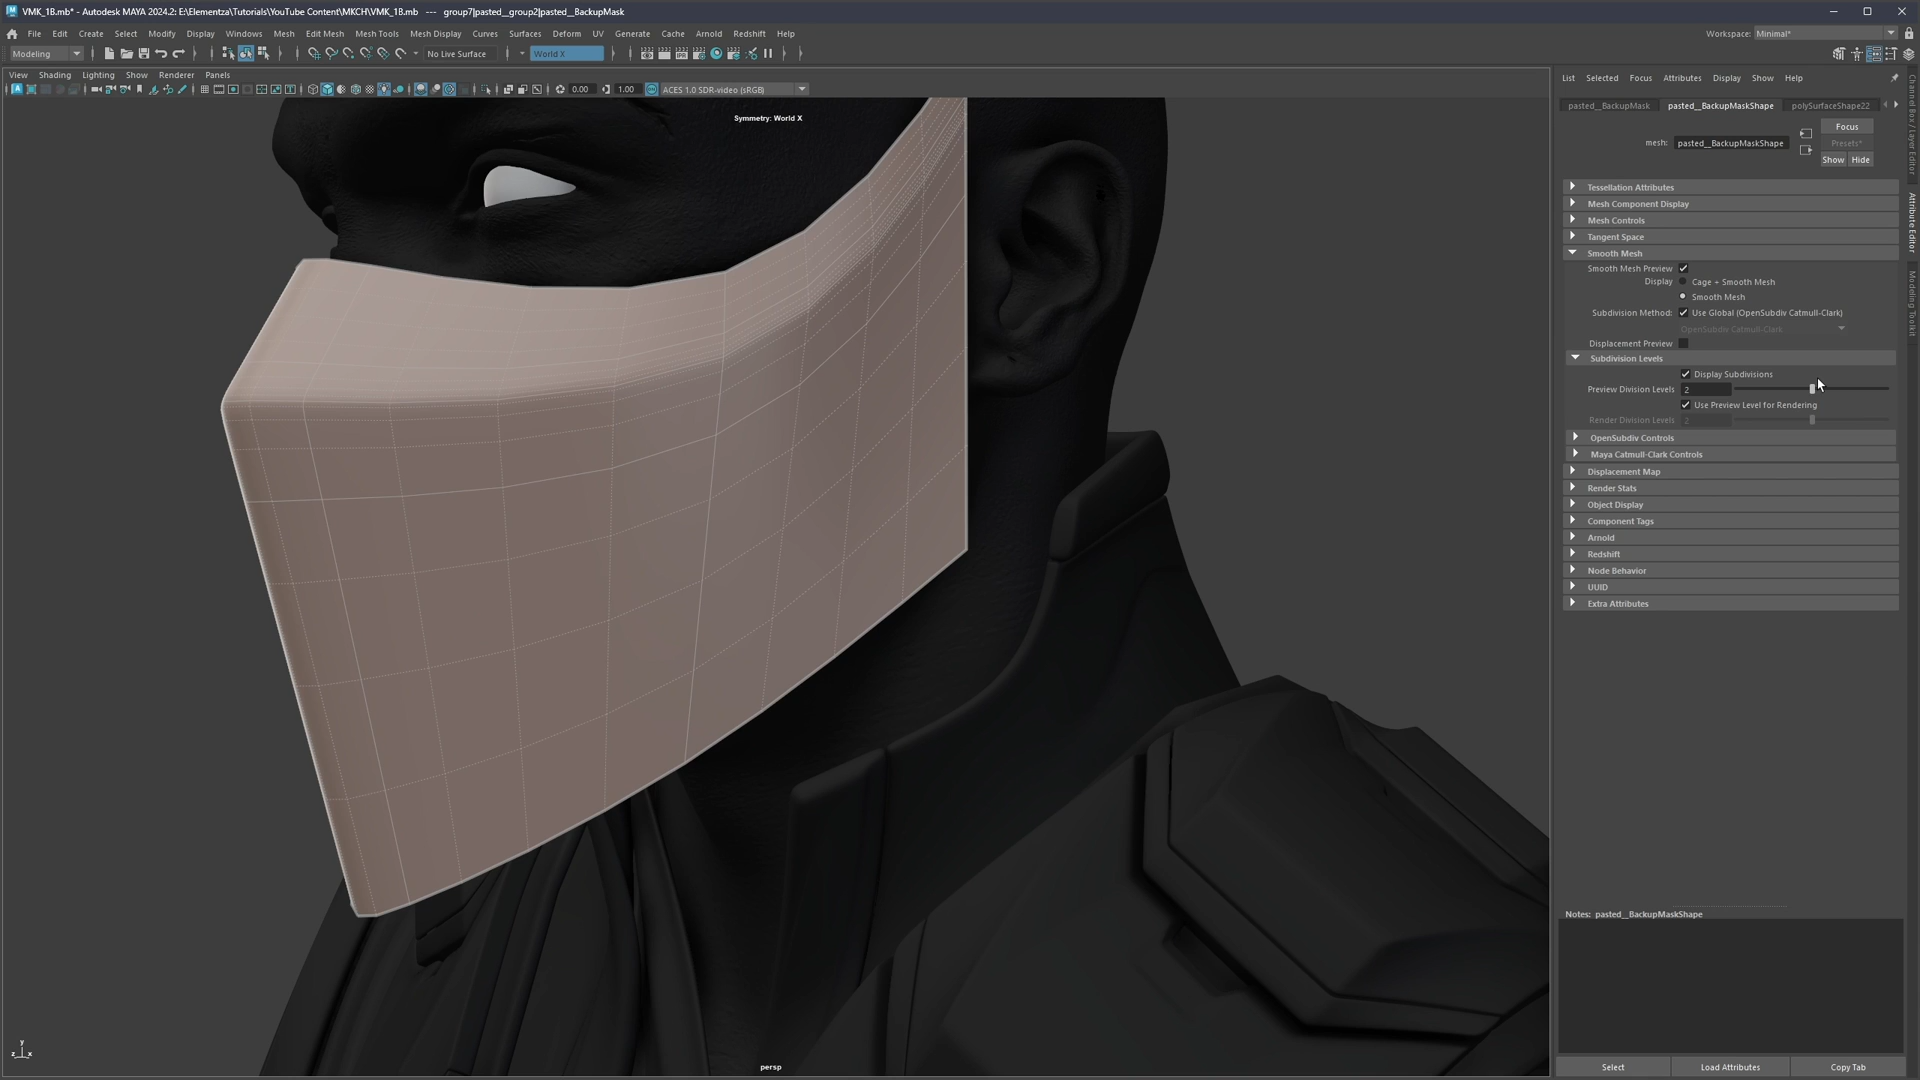 VMK_1B.mb* - Autodesk MAYA 2024.2: E:\Elementza\Tutorials\YouTube Content\MKCH\VMK_1B.mb   ---   group7|pasted__group2|pasted__BackupMask
File Edit Create Select Modify Display Windows Mesh Edit Mesh Mesh Tools Mesh Display Curves Surfaces Deform UV Generate Cache Arnold Redshift Help
Workspace: Minimal*
Modeling No Live Surface World X
View Shading Lighting Show Renderer Panels
0.00 1.00 ACES 1.0 SDR-video (sRGB)
Symmetry: World X
persp
y
z x
List Selected Focus Attributes Display Show Help
pasted__BackupMask pasted__BackupMaskShape polySurfaceShape22
Focus
mesh: pasted__BackupMaskShape
Presets*
Show Hide
Tessellation Attributes
Mesh Component Display
Mesh Controls
Tangent Space
Smooth Mesh
Smooth Mesh Preview
Display Cage + Smooth Mesh
Smooth Mesh
Subdivision Method: Use Global (OpenSubdiv Catmull-Clark)
OpenSubdiv Catmull-Clark
Displacement Preview
Subdivision Levels
Display Subdivisions
Preview Division Levels 2
Use Preview Level for Rendering
Render Division Levels 2
OpenSubdiv Controls
Maya Catmull-Clark Controls
Displacement Map
Render Stats
Object Display
Component Tags
Arnold
Redshift
Node Behavior
UUID
Extra Attributes
Notes: pasted__BackupMaskShape
Select Load Attributes Copy Tab
Channel Box / Layer Editor
Attribute Editor
Modeling Toolkit